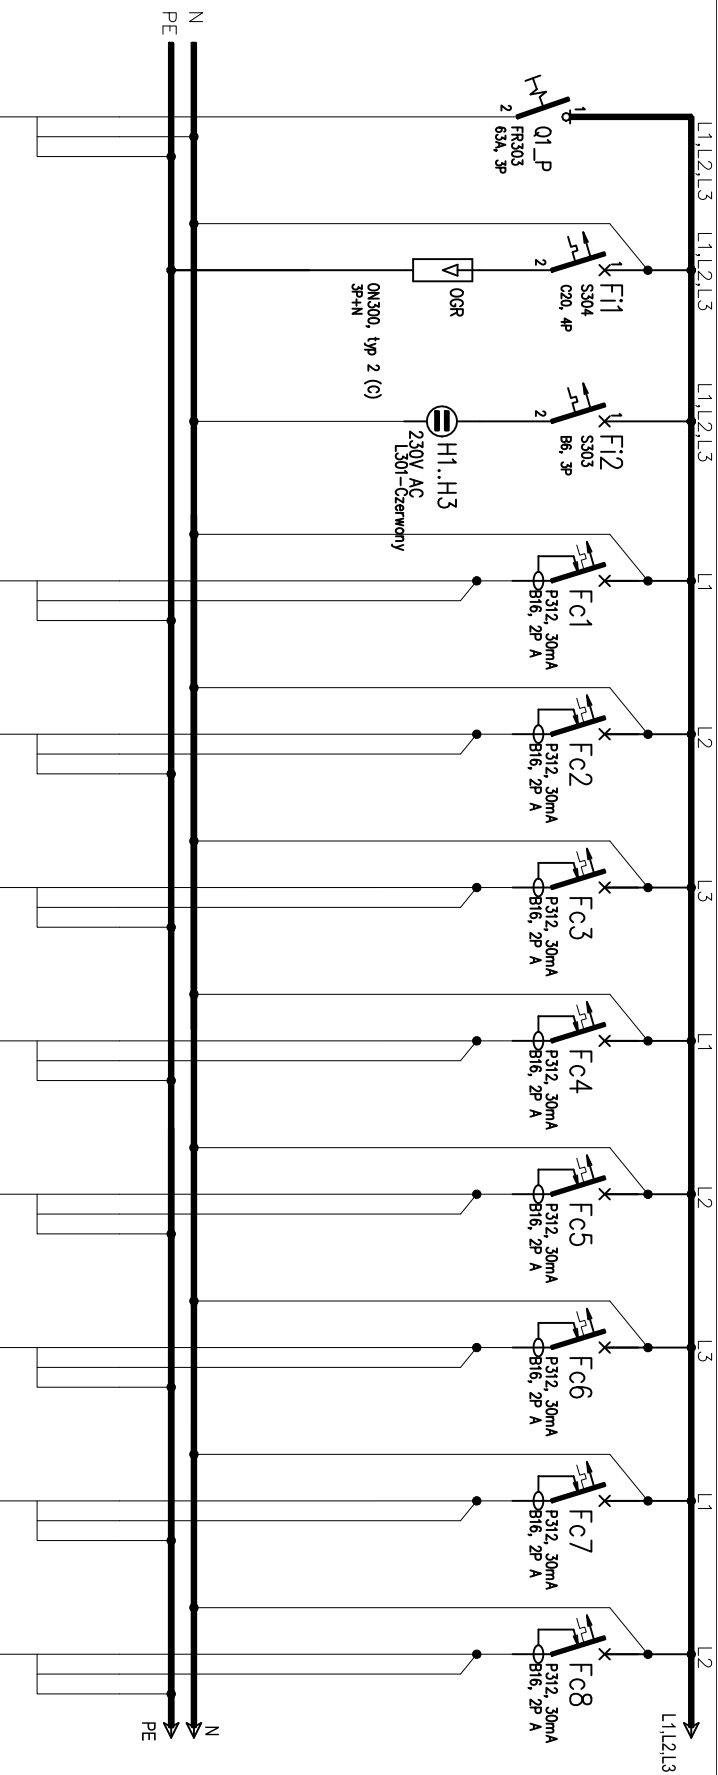 N
PE
L1,L2,L3
1
2
Q1_P
FR303
63A, 3P
L1,L2,L3
1
2
Fi1
S304
C20, 4P
OGR
ON300, typ 2 (C)
3P+N
L1,L2,L3
1
2
Fi2
S303
B6, 3P
H1..H3
230V AC
L301-Czerwony
L1
Fc1
P312, 30mA
B16, 2P A
L2
Fc2
P312, 30mA
B16, 2P A
L3
Fc3
P312, 30mA
B16, 2P A
L1
Fc4
P312, 30mA
B16, 2P A
L2
Fc5
P312, 30mA
B16, 2P A
L3
Fc6
P312, 30mA
B16, 2P A
L1
Fc7
P312, 30mA
B16, 2P A
L2
Fc8
P312, 30mA
B16, 2P A
L1,L2,L3
N
PE